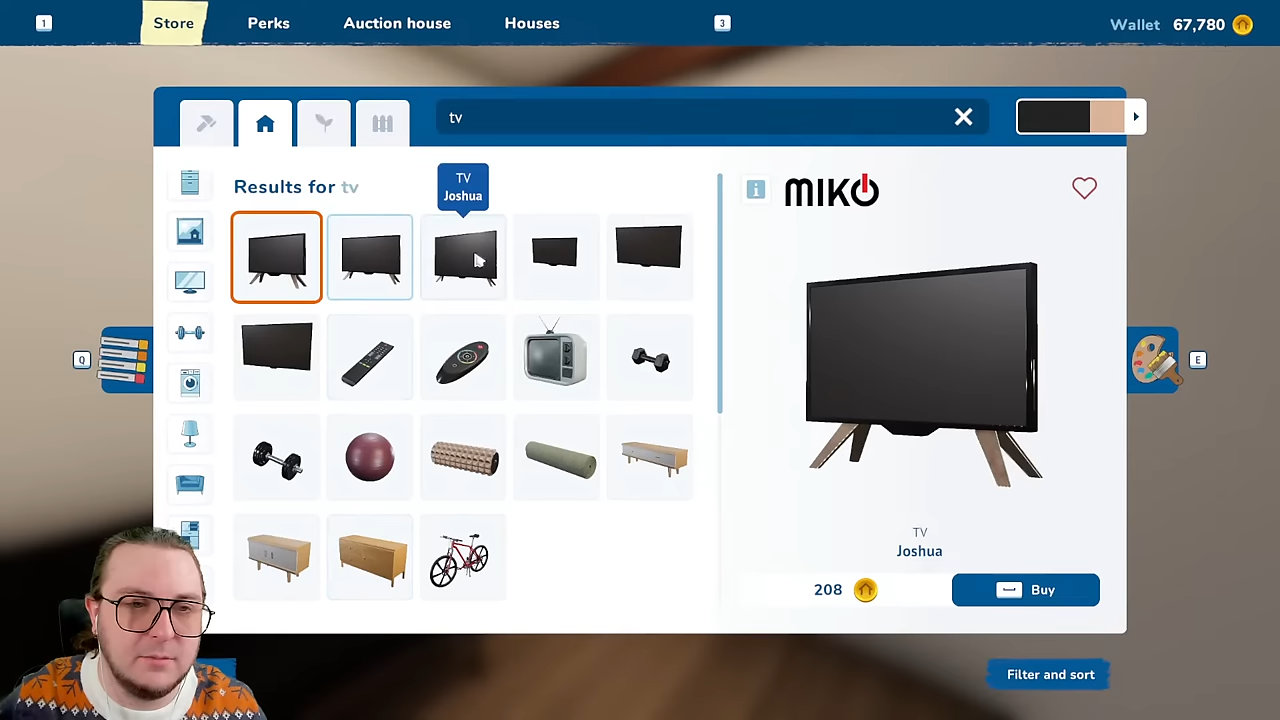 1
Store
Perks
Auction house
Houses
3
Wallet 67,780
tv
Results for tv
TV
Joshua
MIKO
Q
E
TV
Joshua
208
Buy
Filter and sort